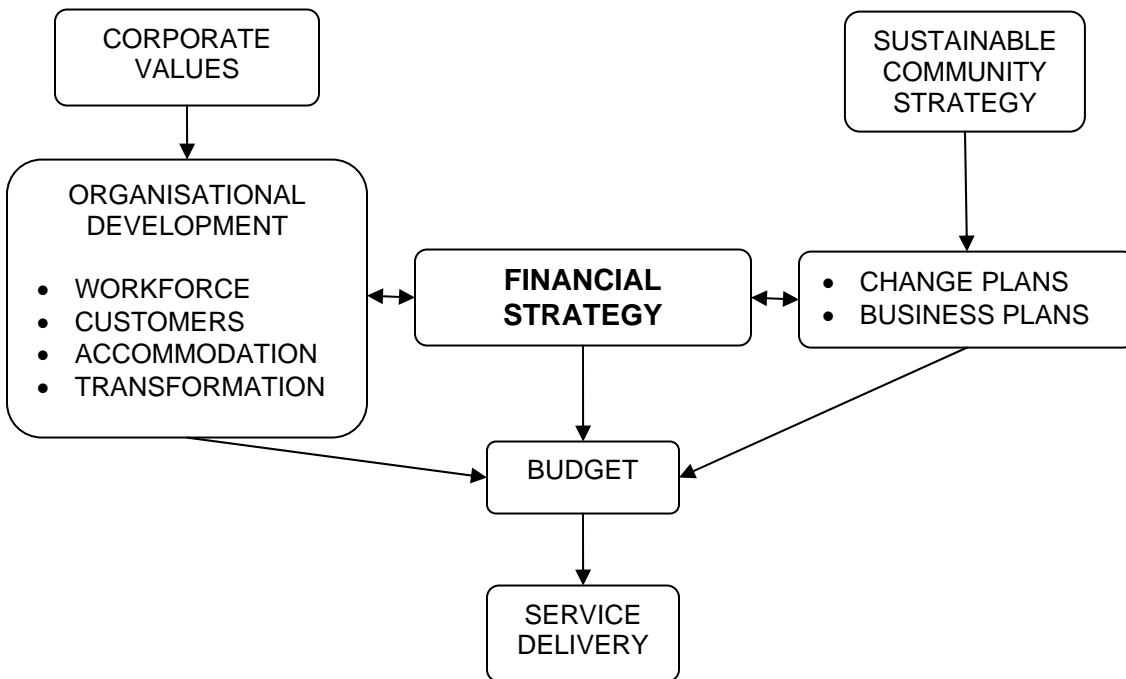 CORPORATE
VALUES
SUSTAINABLE
COMMUNITY
STRATEGY
ORGANISATIONAL
DEVELOPMENT
• WORKFORCE
• CUSTOMERS
• ACCOMMODATION
• TRANSFORMATION
FINANCIAL
STRATEGY
• CHANGE PLANS
• BUSINESS PLANS
BUDGET
SERVICE
DELIVERY